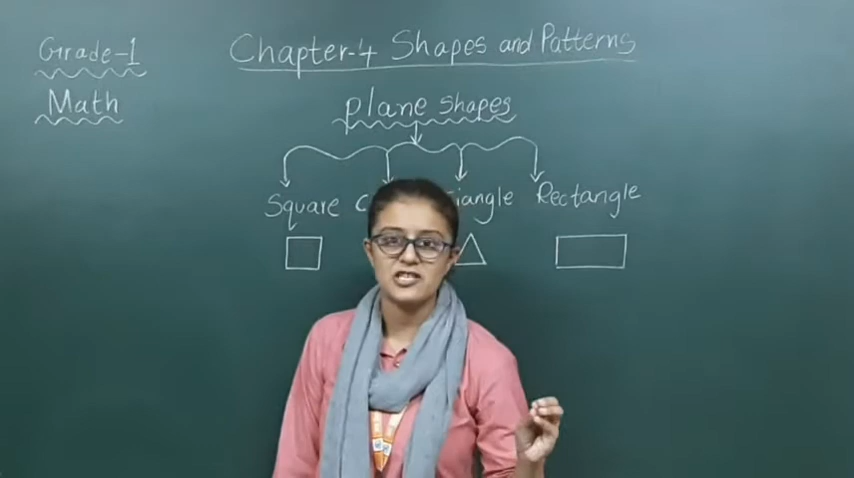 Grade-1
Math
Chapter-4 Shapes and Patterns
Plane shapes
Square
Rectangle